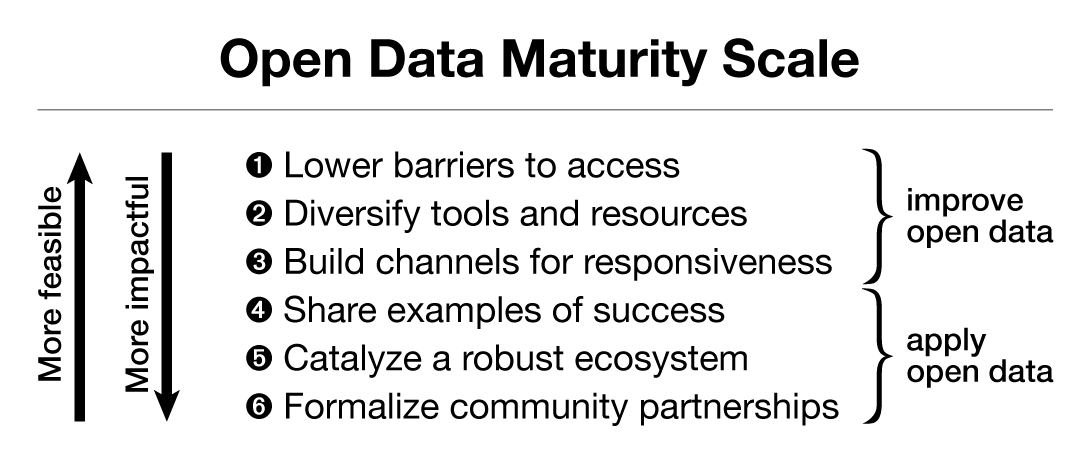 Open Data Maturity Scale
More feasible
More impactful
❶ Lower barriers to access
❷ Diversify tools and resources
❸ Build channels for responsiveness
❹ Share examples of success
❺ Catalyze a robust ecosystem
❻ Formalize community partnerships
improve
open data
apply
open data